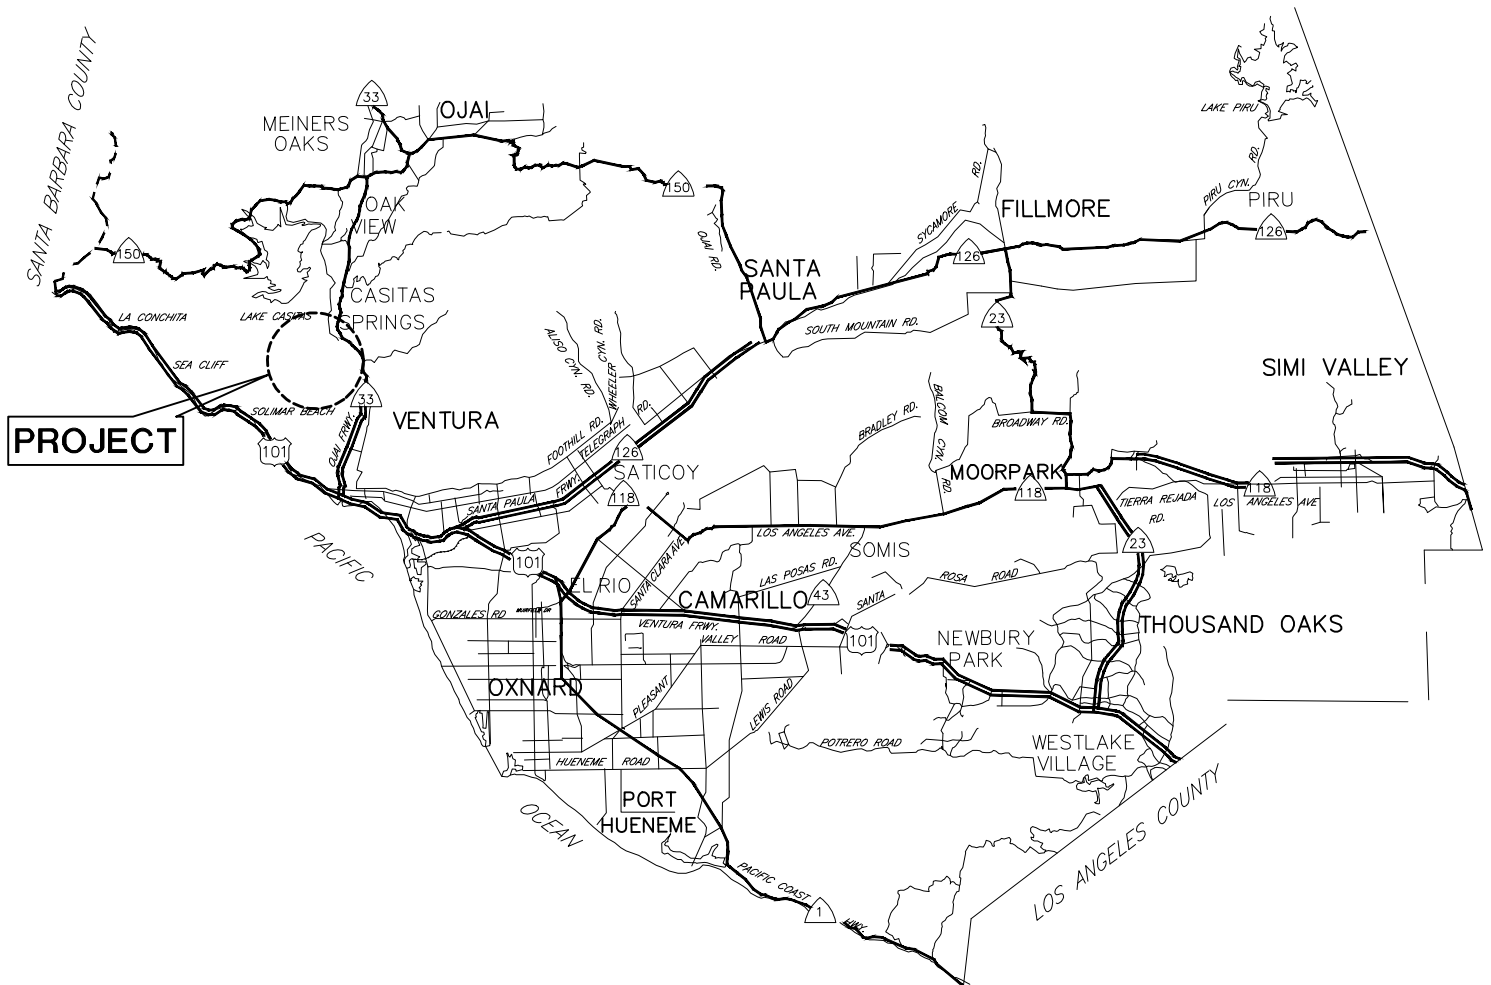 SANTA BARBARA COUNTY
33
OJAI
MEINERS
OAKS
LAKE PIRU
150
RD.
RD.
PIRU CYN.
PIRU
OAK
VIEW
SYCAMORE
FILLMORE
OJAI RD.
150
126
126
SANTA
PAULA
CASITAS
SPRINGS
LAKE CASITAS
LA CONCHITA
SOUTH MOUNTAIN RD.
23
SEA CLIFF
ALISO CYN. RD.
WHEELER CYN. RD.
SIMI VALLEY
SOLIMAR BEACH
33
PROJECT
VENTURA
101
OJAI FRWY.
FOOTHILL RD.
TELEGRAPH
RD.
126
BRADLEY RD.
BALCOM CYN.
RD.
BROADWAY RD.
SATICOY
118
SANTA PAULA
FRWY.
MOORPARK
118
118
TIERRA REJADA
RD.
LOS ANGELES AVE
LOS ANGELES AVE.
SOMIS
23
PACIFIC
101
EL RIO
SANTA CLARA AVE
LAS POSAS RD.
43
CAMARILLO
SANTA
ROSA ROAD
GONZALES RD
VENTURA FRWY.
VALLEY ROAD
101
NEWBURY
PARK
THOUSAND OAKS
OXNARD
PLEASANT
LEWIS ROAD
POTRERO ROAD
WESTLAKE
VILLAGE
HUENEME ROAD
PORT
HUENEME
OCEAN
LOS ANGELES COUNTY
PACIFIC COAST
1
HWY.